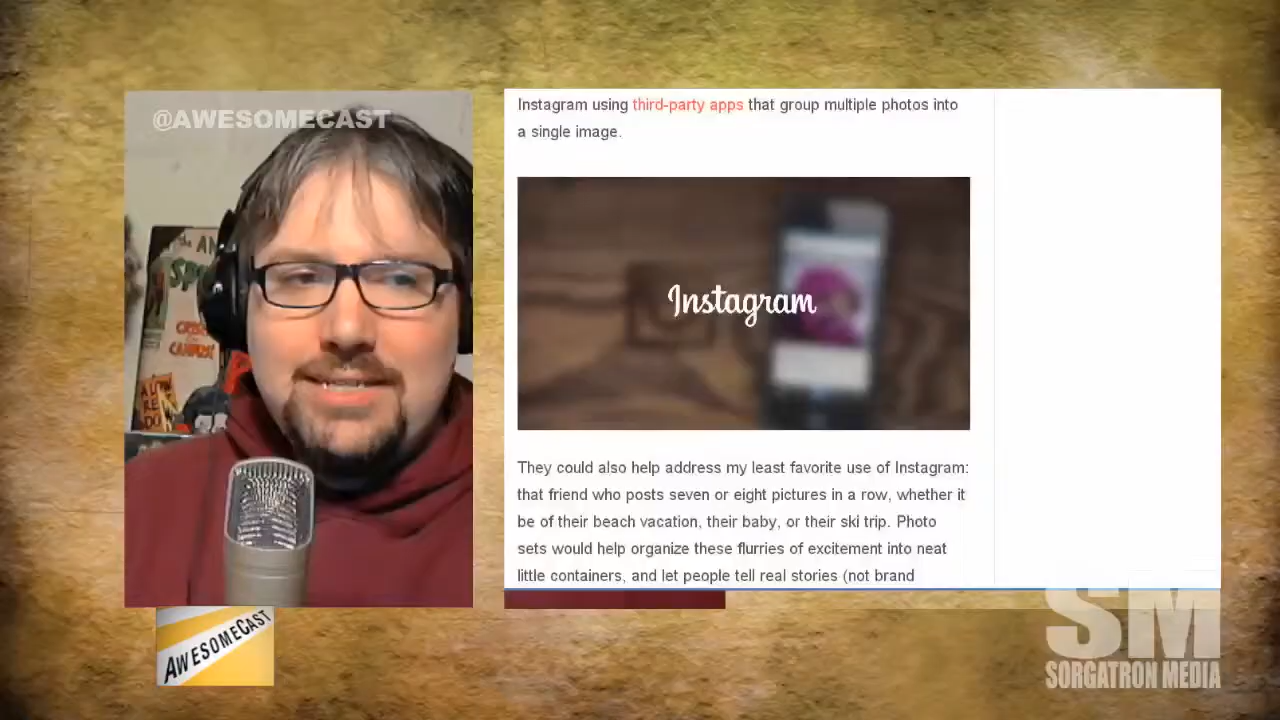 @AWESOMECAST
Instagram using third-party apps that group multiple photos into
a single image.
Instagram
They could also help address my least favorite use of Instagram:
that friend who posts seven or eight pictures in a row, whether it
be of their beach vacation, their baby, or their ski trip. Photo
sets would help organize these flurries of excitement into neat
little containers, and let people tell real stories (not brand
AWESOMECAST
SM
SORGATRON MEDIA